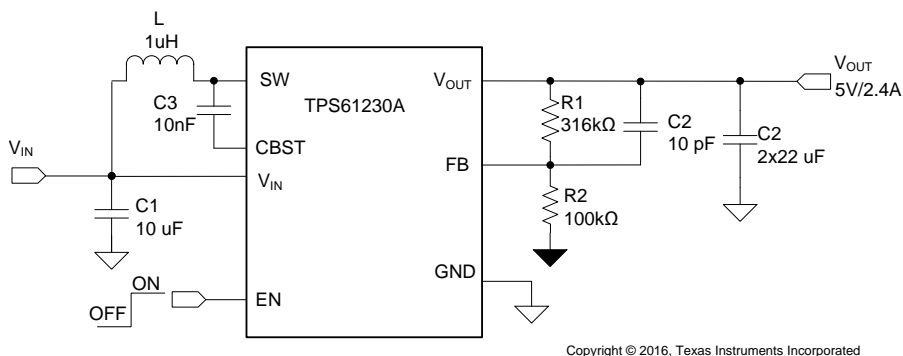 L
1uH
C3
10nF
SW
CBST
TPS61230A
VOUT
VOUT
5V/2.4A
R1
316kΩ
C2
10 pF
C2
2x22 uF
VIN
VIN
FB
C1
10 uF
R2
100kΩ
GND
ON
OFF
EN
Copyright © 2016, Texas Instruments Incorporated